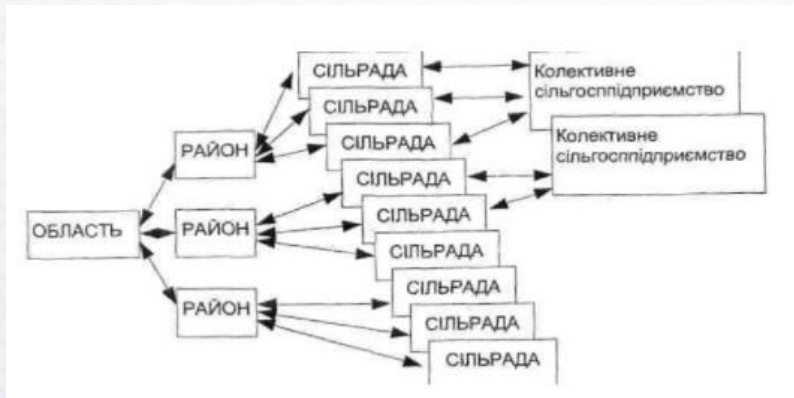 СІЛЬРАДА
Колективне
сільгосппідприємство
СІЛЬРАДА
СІЛЬРАДА
Колективне
сільгосппідприємство
РАЙОН
СІЛЬРАДА
СІЛЬРАДА
ОБЛАСТЬ
РАЙОН
СІЛЬРАДА
СІЛЬРАДА
РАЙОН
СІЛЬРАДА
СІЛЬРАДА